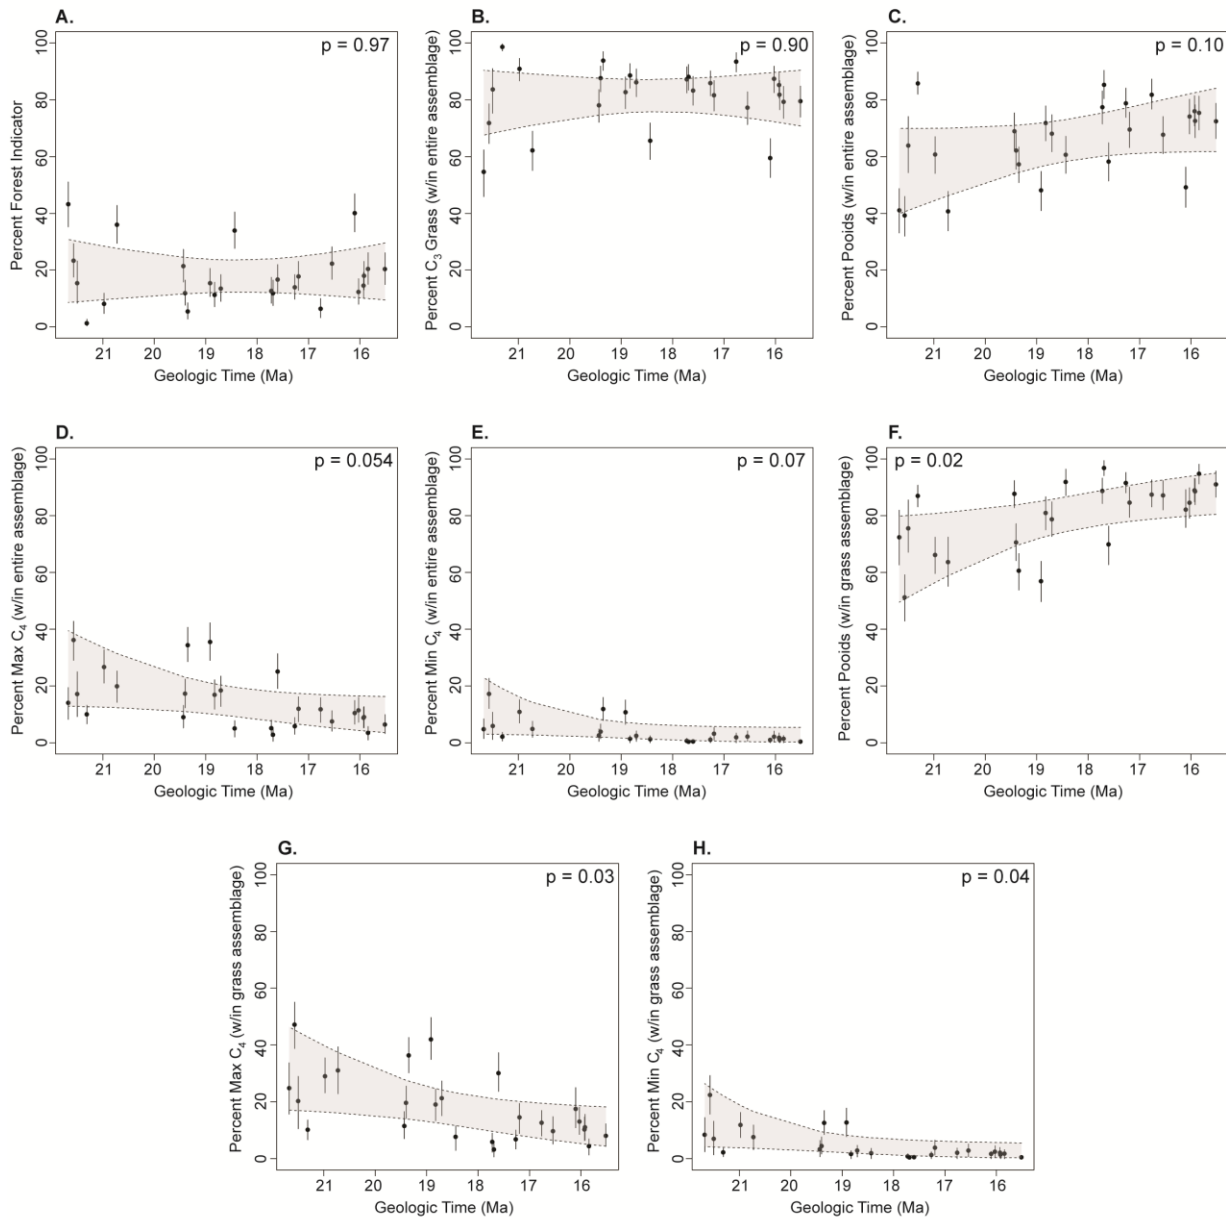 A.
p = 0.97
Percent Forest Indicator
100
80
60
40
20
0
21 20 19 18 17 16
Geologic Time (Ma)
B.
p = 0.90
Percent C3 Grass (w/in entire assemblage)
100
80
60
40
20
0
21 20 19 18 17 16
Geologic Time (Ma)
C.
p = 0.10
Percent Pooids (w/in entire assemblage)
100
80
60
40
20
0
21 20 19 18 17 16
Geologic Time (Ma)
D.
p = 0.054
Percent Max C4 (w/in entire assemblage)
100
80
60
40
20
0
21 20 19 18 17 16
Geologic Time (Ma)
E.
p = 0.07
Percent Min C4 (w/in entire assemblage)
100
80
60
40
20
0
21 20 19 18 17 16
Geologic Time (Ma)
F.
p = 0.02
Percent Pooids (w/in grass assemblage)
100
80
60
40
20
0
21 20 19 18 17 16
Geologic Time (Ma)
G.
p = 0.03
Percent Max C4 (w/in grass assemblage)
100
80
60
40
20
0
21 20 19 18 17 16
Geologic Time (Ma)
H.
p = 0.04
Percent Min C4 (w/in grass assemblage)
100
80
60
40
20
0
21 20 19 18 17 16
Geologic Time (Ma)